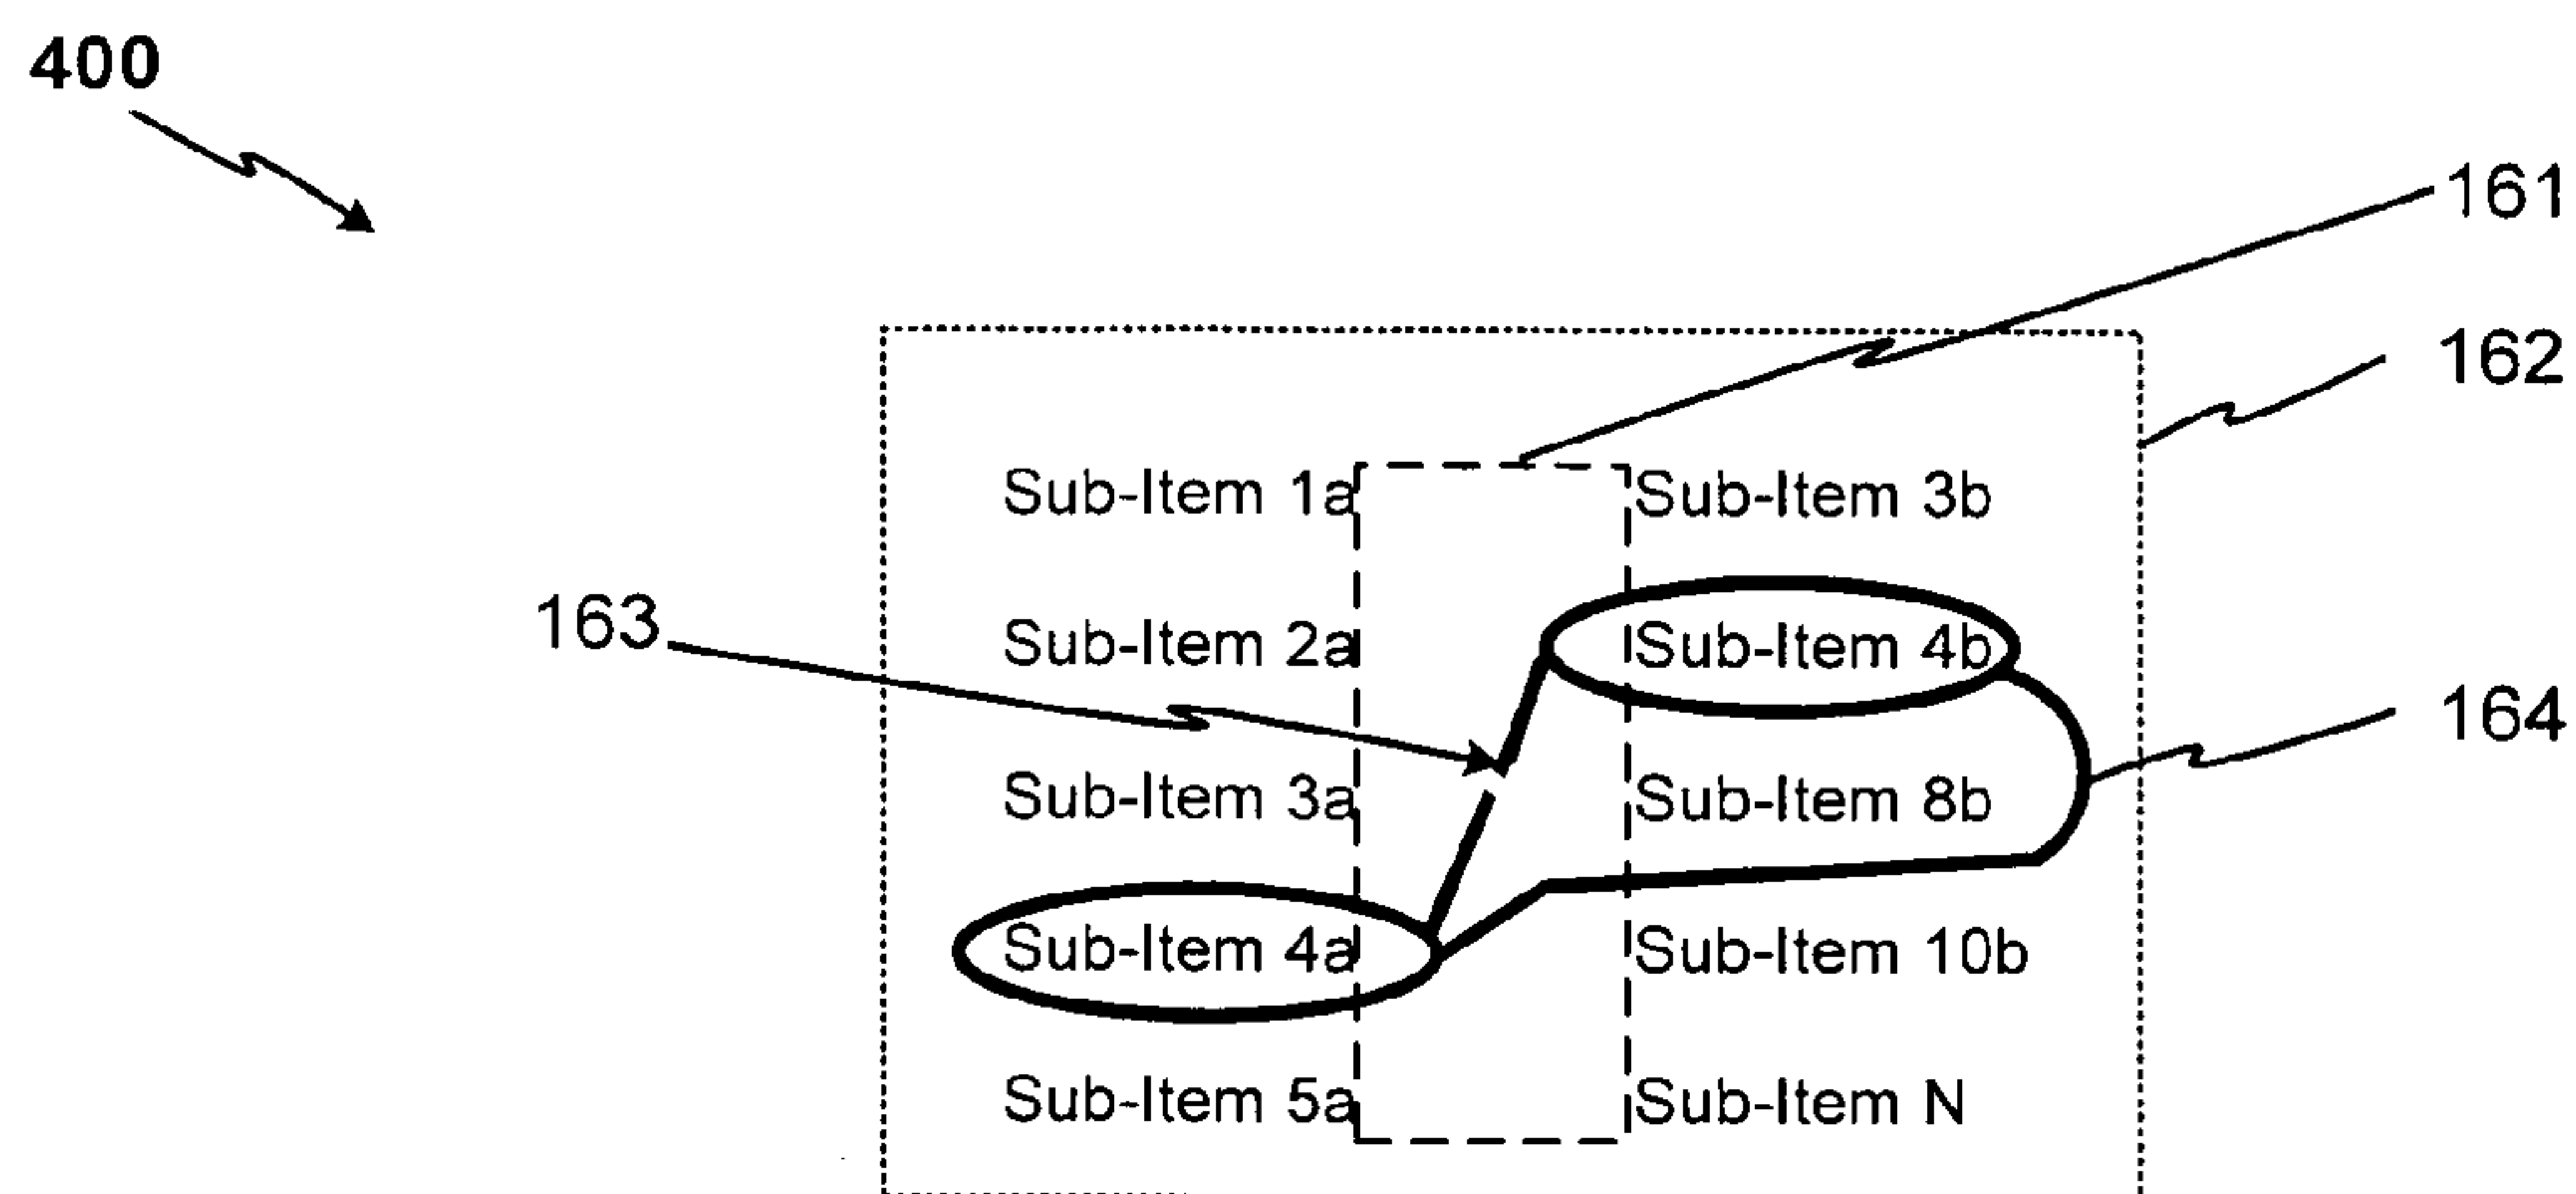 400
161
162
Sub-Item 1a Sub-Item 3b
163 Sub-Item 2a Sub-Item 4b
164
Sub-Item 3a Sub-Item 8b
Sub-Item 4a Sub-Item 10b
Sub-Item 5a Sub-Item N